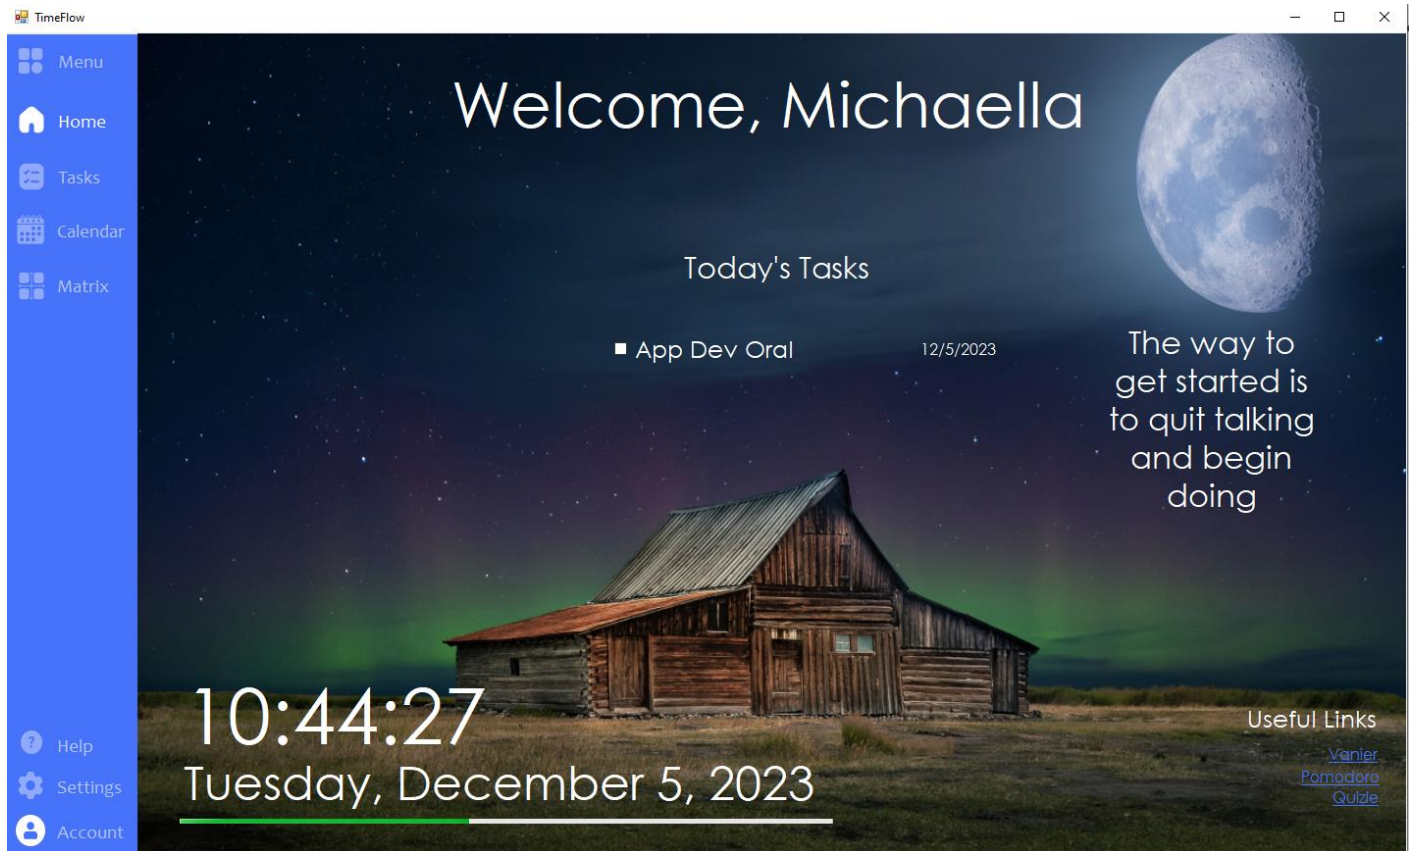 TimeFlow
Menu
Home
Tasks
Calendar
Matrix
Help
Settings
Account
Welcome, Michaella
Today's Tasks
App Dev Oral 12/5/2023
The way to
get started is
to quit talking
and begin
doing
10:44:27
Tuesday, December 5, 2023
Useful Links
Vanier
Pomodoro
Quizle